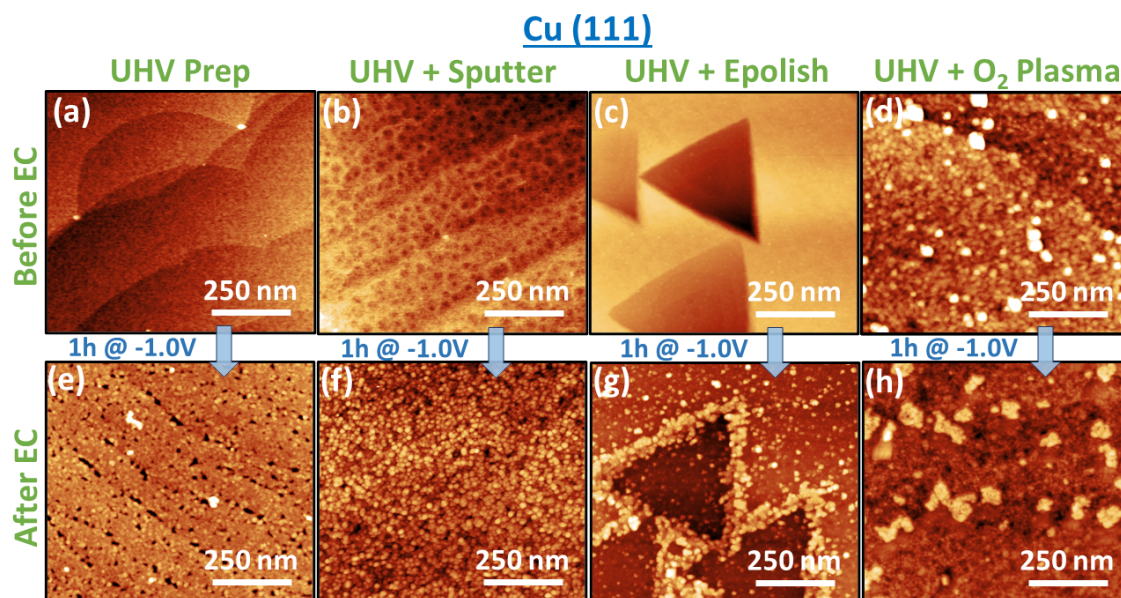 Cu (111)
UHV Prep UHV + Sputter UHV + Epolish UHV + O₂ Plasma
Before EC
(a) (b) (c) (d)
250 nm 250 nm 250 nm 250 nm
1h @ -1.0V 1h @ -1.0V 1h @ -1.0V 1h @ -1.0V
After EC
(e) (f) (g) (h)
250 nm 250 nm 250 nm 250 nm